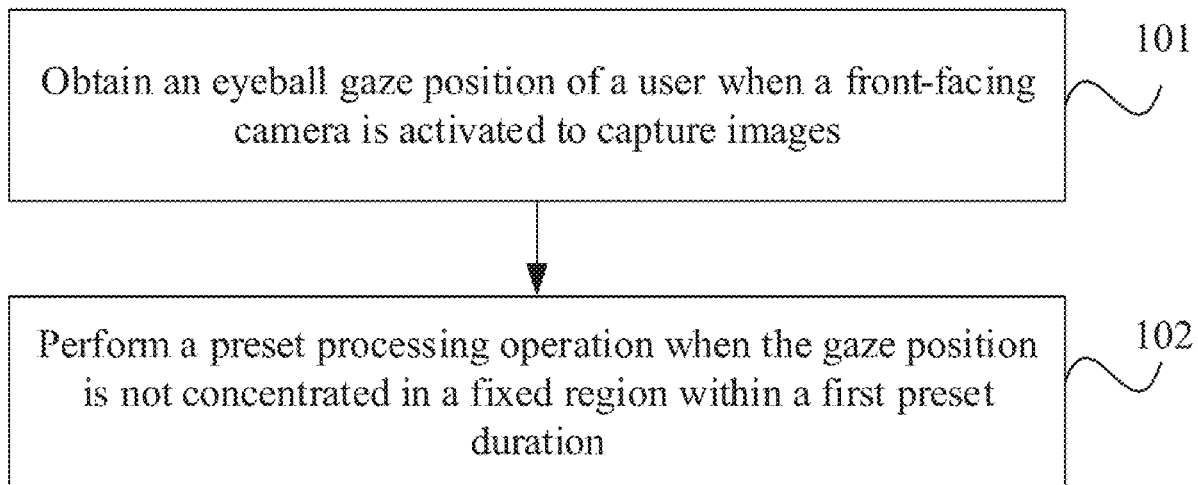 101
Obtain an eyeball gaze position of a user when a front-facing
camera is activated to capture images
102
Perform a preset processing operation when the gaze position
is not concentrated in a fixed region within a first preset
duration